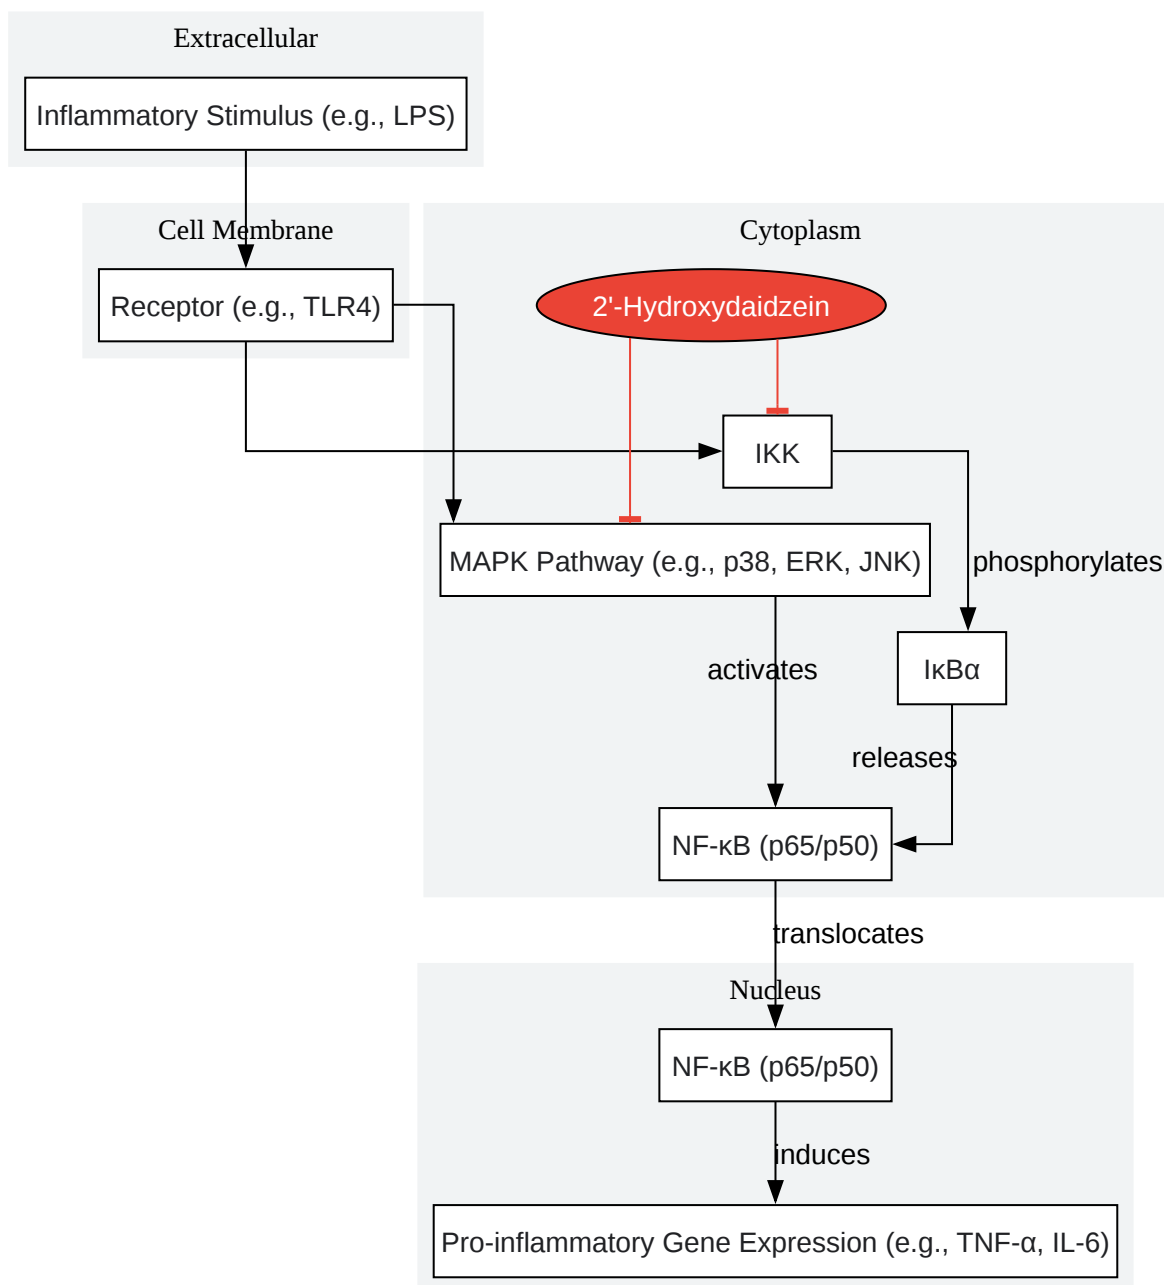 Extracellular
Inflammatory Stimulus (e.g., LPS)
Cell Membrane
Cytoplasm
Receptor (e.g., TLR4)
2'-Hydroxydaidzein
IKK
MAPK Pathway (e.g., p38, ERK, JNK)
phosphorylates
activates
IκBα
releases
NF-κB (p65/p50)
translocates
Nucleus
NF-κB (p65/p50)
induces
Pro-inflammatory Gene Expression (e.g., TNF-α, IL-6)